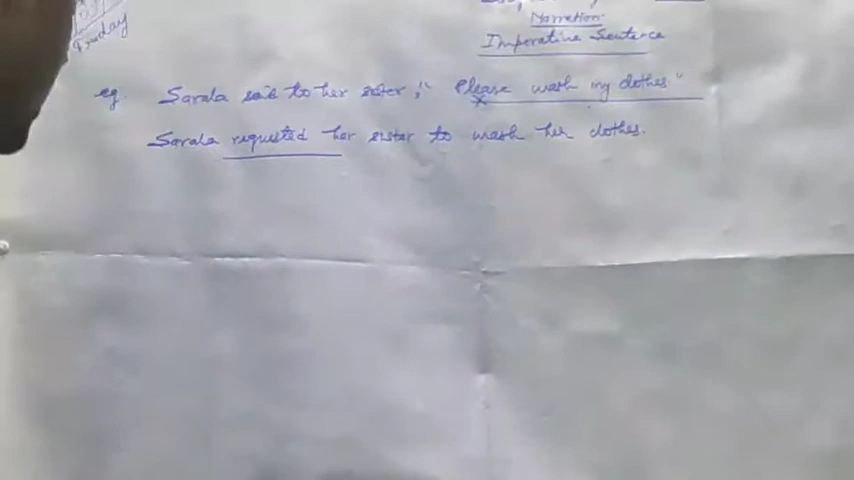 Friday
Narration
Imperative Sentence
eg. Sarala said to her sister, "Please wash my clothes"
Sarala requested her sister to wash her clothes.